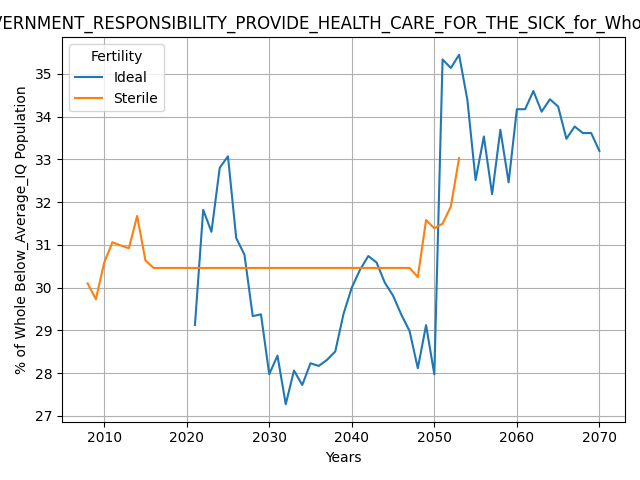 VERNMENT_RESPONSIBILITY_PROVIDE_HEALTH_CARE_FOR_THE_SICK_for_Who
Fertility
Ideal
Sterile
% of Whole Below_Average_IQ Population
35
34
33
32
31
30
29
28
27
2010 2020 2030 2040 2050 2060 2070
Years